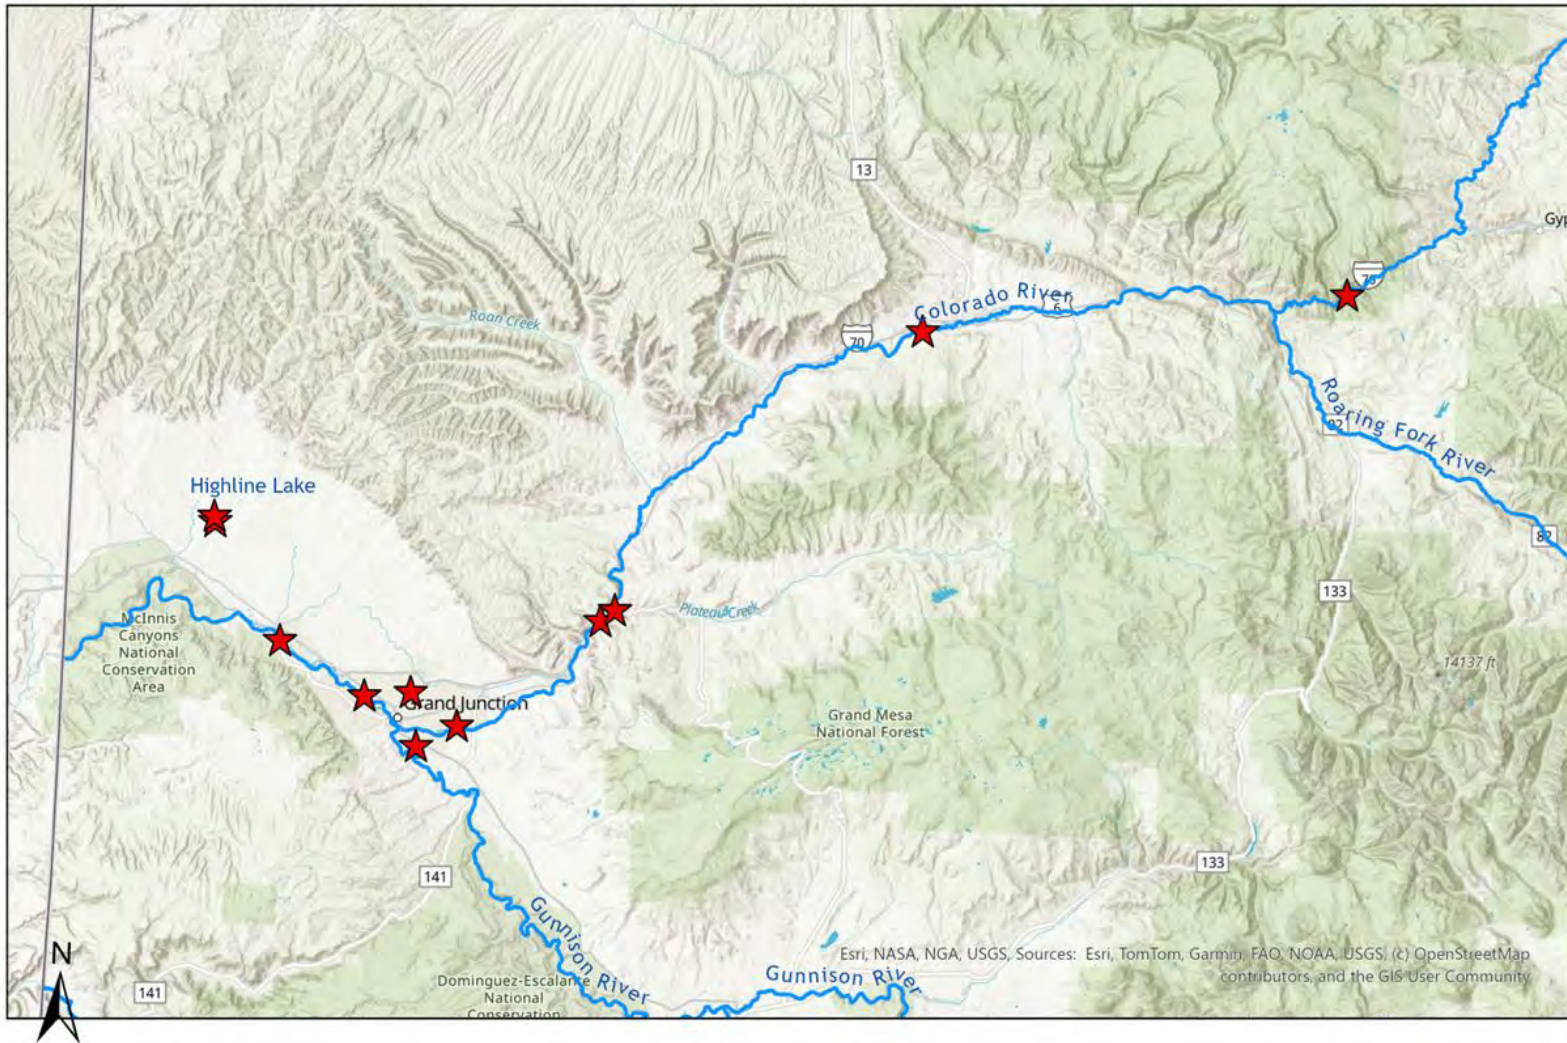 13
Gyp
70
Colorado River
6
Roan Creek
70
Roaring Fork River
82
Highline Lake
82
133
McInnis
Canyons
National
Conservation
Area
Plateau Creek
14137 ft
Grand Junction
Grand Mesa
National Forest
133
141
Gunnison River
Esri, NASA, NGA, USGS, Sources: Esri, TomTom, Garmin, FAO, NOAA, USGS, (c) OpenStreetMap
contributors, and the GIS User Community
N
Gunnison River
141
Dominguez-Escalante
National
Conservation